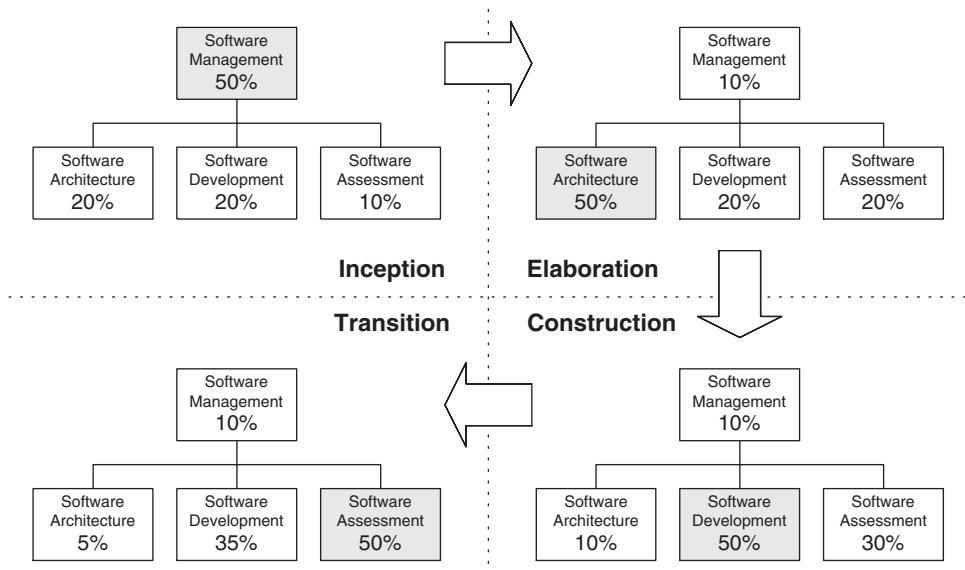 Software
Management
50%
Software
Architecture
20%
Software
Development
20%
Software
Assessment
10%
Inception
Software
Management
10%
Software
Architecture
50%
Software
Development
20%
Software
Assessment
20%
Elaboration
Transition
Software
Management
10%
Software
Architecture
5%
Software
Development
35%
Software
Assessment
50%
Construction
Software
Management
10%
Software
Architecture
10%
Software
Development
50%
Software
Assessment
30%